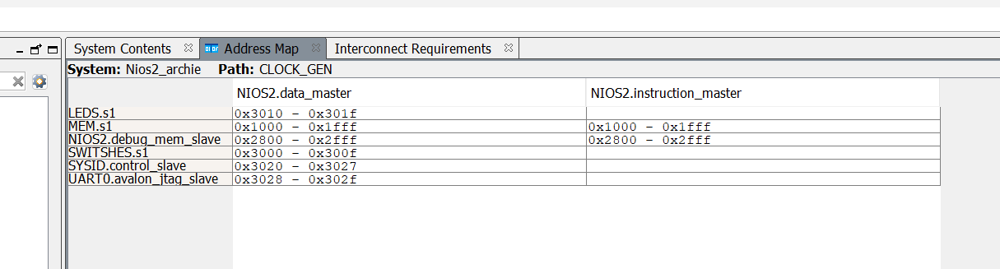 System Contents Address Map Interconnect Requirements
System: Nios2_archie Path: CLOCK_GEN
NIOS2.data_master NIOS2.instruction_master
LEDS.s1 0x3010 - 0x301f
MEM.s1 0x1000 - 0x1fff 0x1000 - 0x1fff
NIOS2.debug_mem_slave 0x2800 - 0x2fff 0x2800 - 0x2fff
SWITSHES.s1 0x3000 - 0x300f
SYSID.control_slave 0x3020 - 0x3027
UART0.avalon_jtag_slave 0x3028 - 0x302f